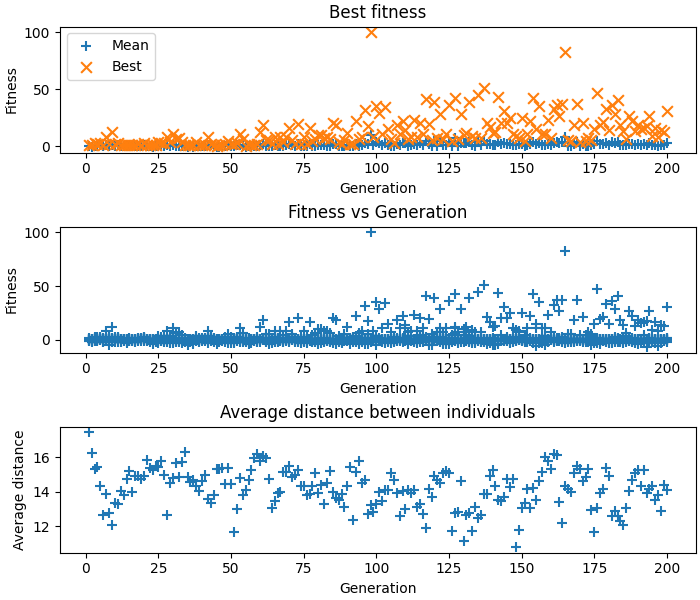 Best fitness
100
50
0
Fitness
Mean
Best
0 25 50 75 100 125 150 175 200
Generation
Fitness vs Generation
100
50
0
Fitness
0 25 50 75 100 125 150 175 200
Generation
Average distance between individuals
16
14
12
Average distance
0 25 50 75 100 125 150 175 200
Generation